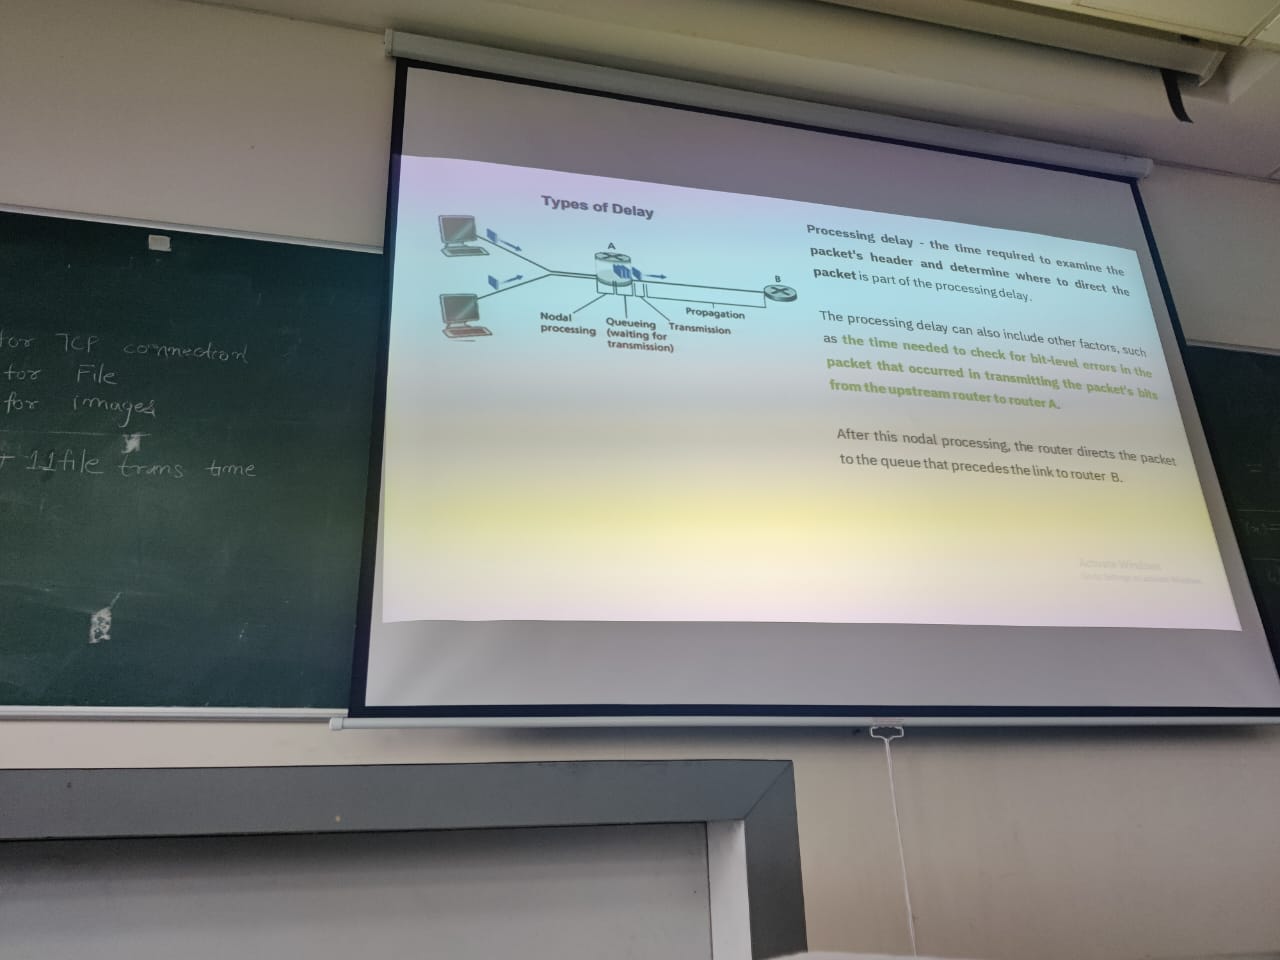 for TCP connection
for File
for images
+ 11file trans time
Types of Delay
A
B
Nodal
processing
Queueing
(waiting for
transmission)
Transmission
Propagation
Processing delay - the time required to examine the
packet's header and determine where to direct the
packet is part of the processing delay.
The processing delay can also include other factors, such
as the time needed to check for bit-level errors in the
packet that occurred in transmitting the packet's bits
from the upstream router to router A.
After this nodal processing, the router directs the packet
to the queue that precedes the link to router B.
Activate Windows
Go to Settings to activate Windows.